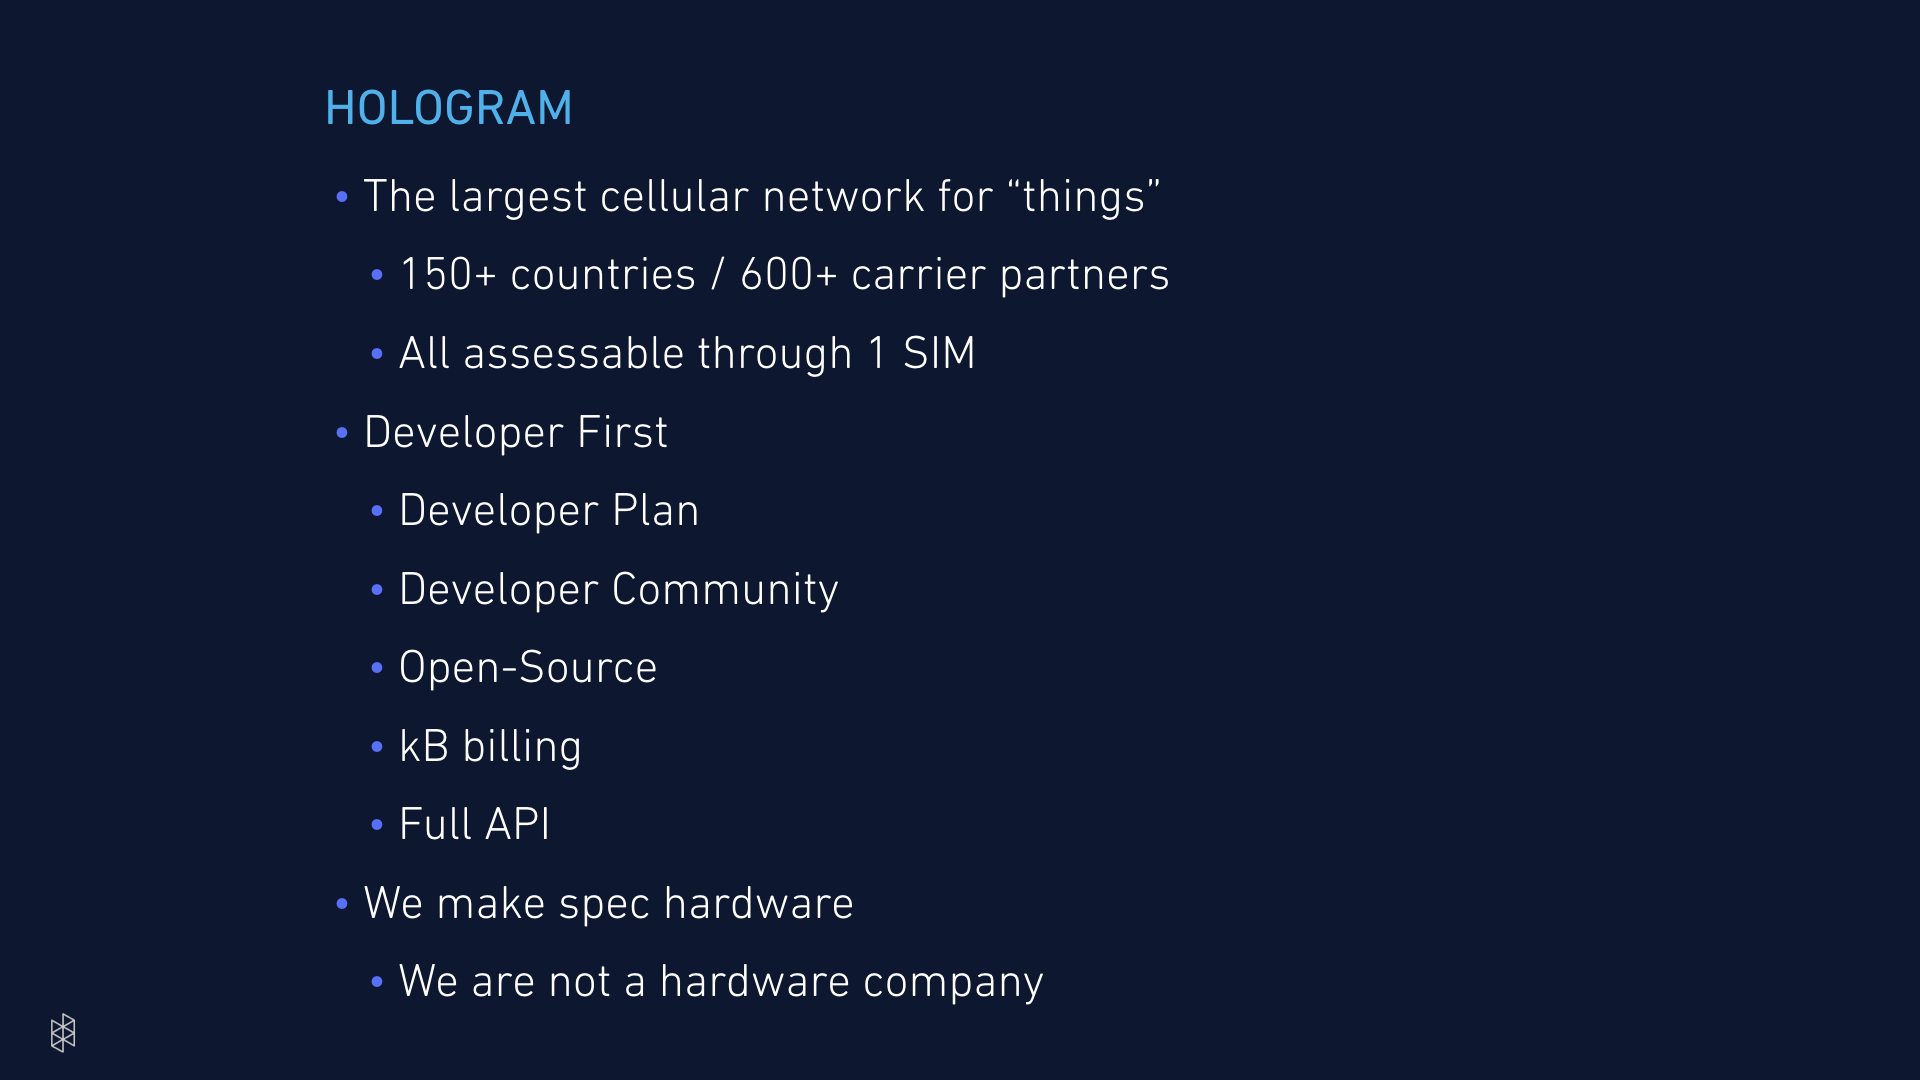 HOLOGRAM
• The largest cellular network for “things”
• 150+ countries / 600+ carrier partners
• All assessable through 1 SIM
• Developer First
• Developer Plan
• Developer Community
• Open-Source
• kB billing
• Full API
• We make spec hardware
• We are not a hardware company